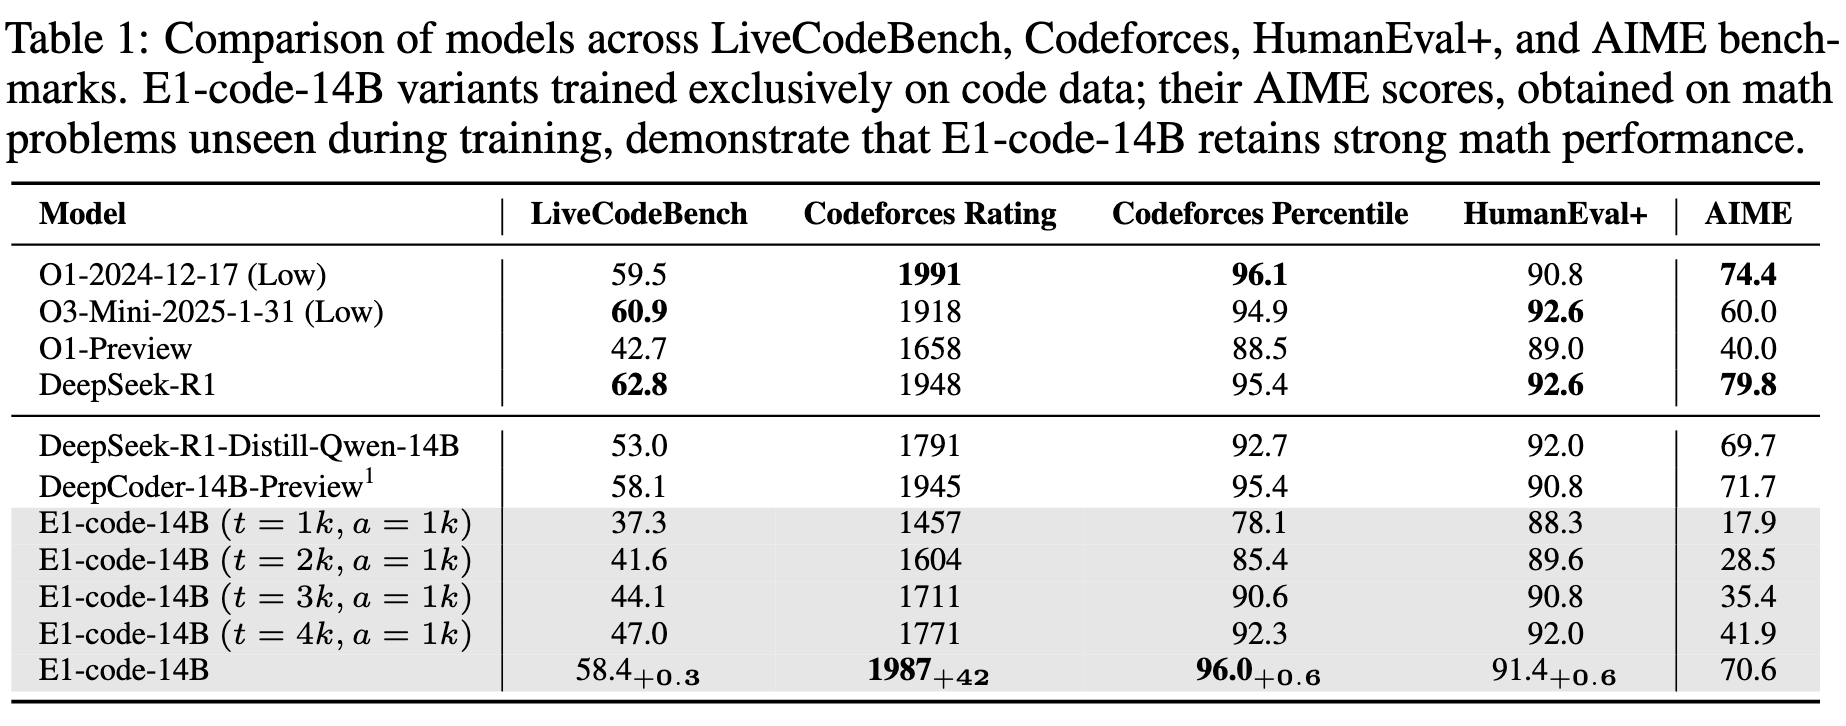 Table 1: Comparison of models across LiveCodeBench, Codeforces, HumanEval+, and AIME bench-
marks. E1-code-14B variants trained exclusively on code data; their AIME scores, obtained on math
problems unseen during training, demonstrate that E1-code-14B retains strong math performance.
Model LiveCodeBench Codeforces Rating Codeforces Percentile HumanEval+ AIME
O1-2024-12-17 (Low) 59.5 1991 96.1 90.8 74.4
O3-Mini-2025-1-31 (Low) 60.9 1918 94.9 92.6 60.0
O1-Preview 42.7 1658 88.5 89.0 40.0
DeepSeek-R1 62.8 1948 95.4 92.6 79.8
DeepSeek-R1-Distill-Qwen-14B 53.0 1791 92.7 92.0 69.7
DeepCoder-14B-Preview¹ 58.1 1945 95.4 90.8 71.7
E1-code-14B (t = 1k, a = 1k) 37.3 1457 78.1 88.3 17.9
E1-code-14B (t = 2k, a = 1k) 41.6 1604 85.4 89.6 28.5
E1-code-14B (t = 3k, a = 1k) 44.1 1711 90.6 90.8 35.4
E1-code-14B (t = 4k, a = 1k) 47.0 1771 92.3 92.0 41.9
E1-code-14B 58.4+0.3 1987+42 96.0+0.6 91.4+0.6 70.6